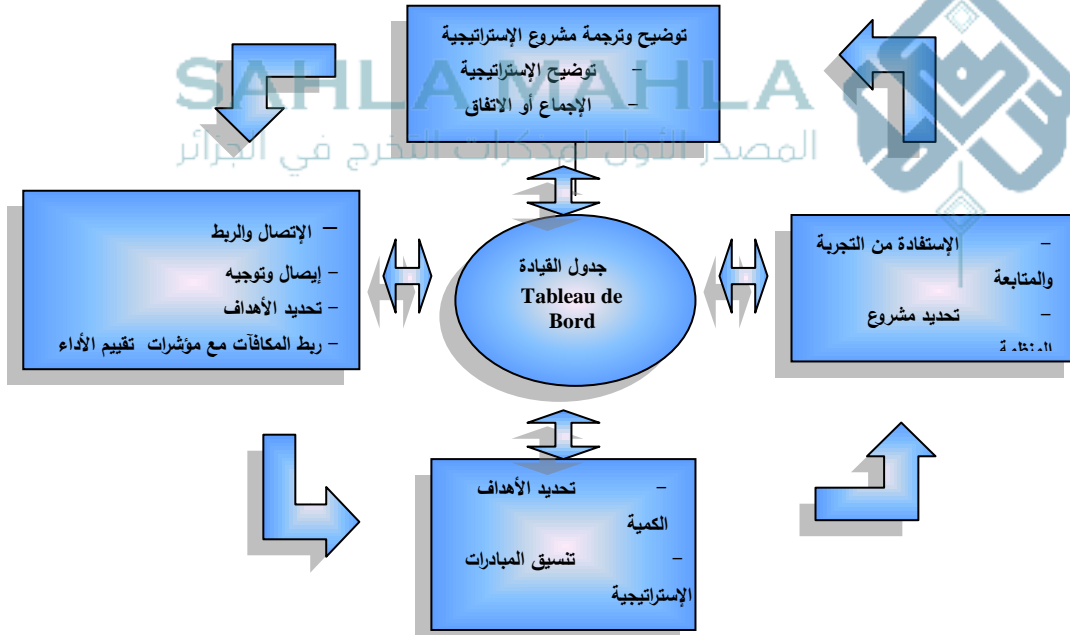 توضيح وترجمة مشروع الإستراتيجية
- توضيح الإستراتيجية
- الإجماع أو الاتفاق
SAHLA MAHLA
المصدر الأول لمذكرات التخرج في الجزائر
- الإستفادة من التجربة
والمتابعة
- تحديد مشروع
المنظمة
جدول القيادة
Tableau de
Bord
- الإتصال والربط
- إيصال وتوجيه
- تحديد الأهداف
- ربط المكافآت مع مؤشرات تقييم الأداء
- تحديد الأهداف
الكمية
- تنسيق المبادرات
الإستراتيجية